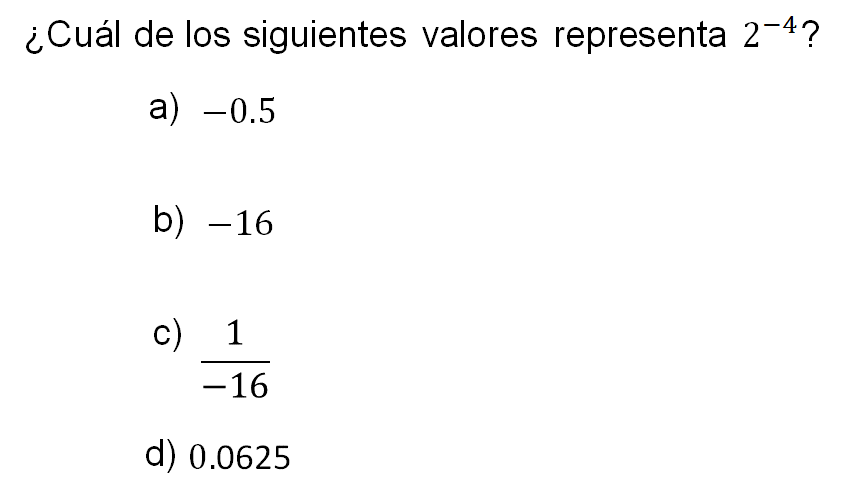 ¿Cuál de los siguientes valores representa 2⁻⁴?
a) −0.5
b) −16
c) 1
−16
d) 0.0625